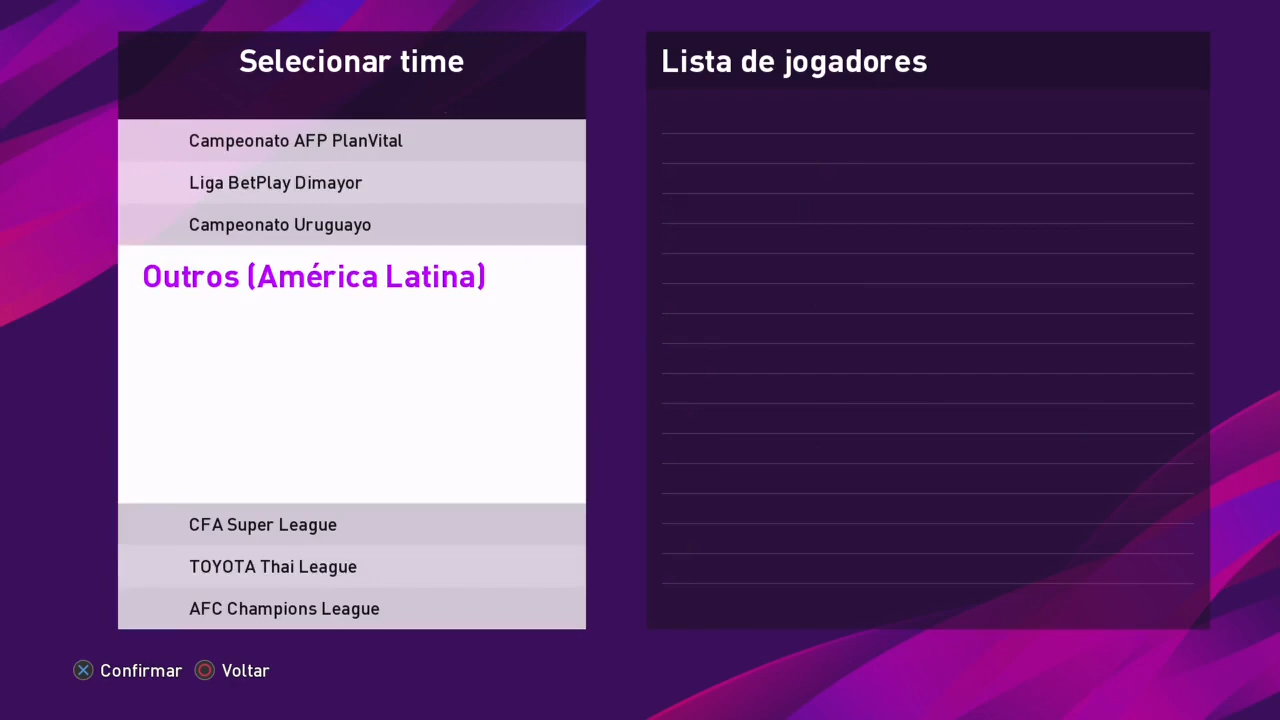 Selecionar time
Campeonato AFP PlanVital
Liga BetPlay Dimayor
Campeonato Uruguayo
Outros (América Latina)
CFA Super League
TOYOTA Thai League
AFC Champions League
Lista de jogadores
Confirmar Voltar